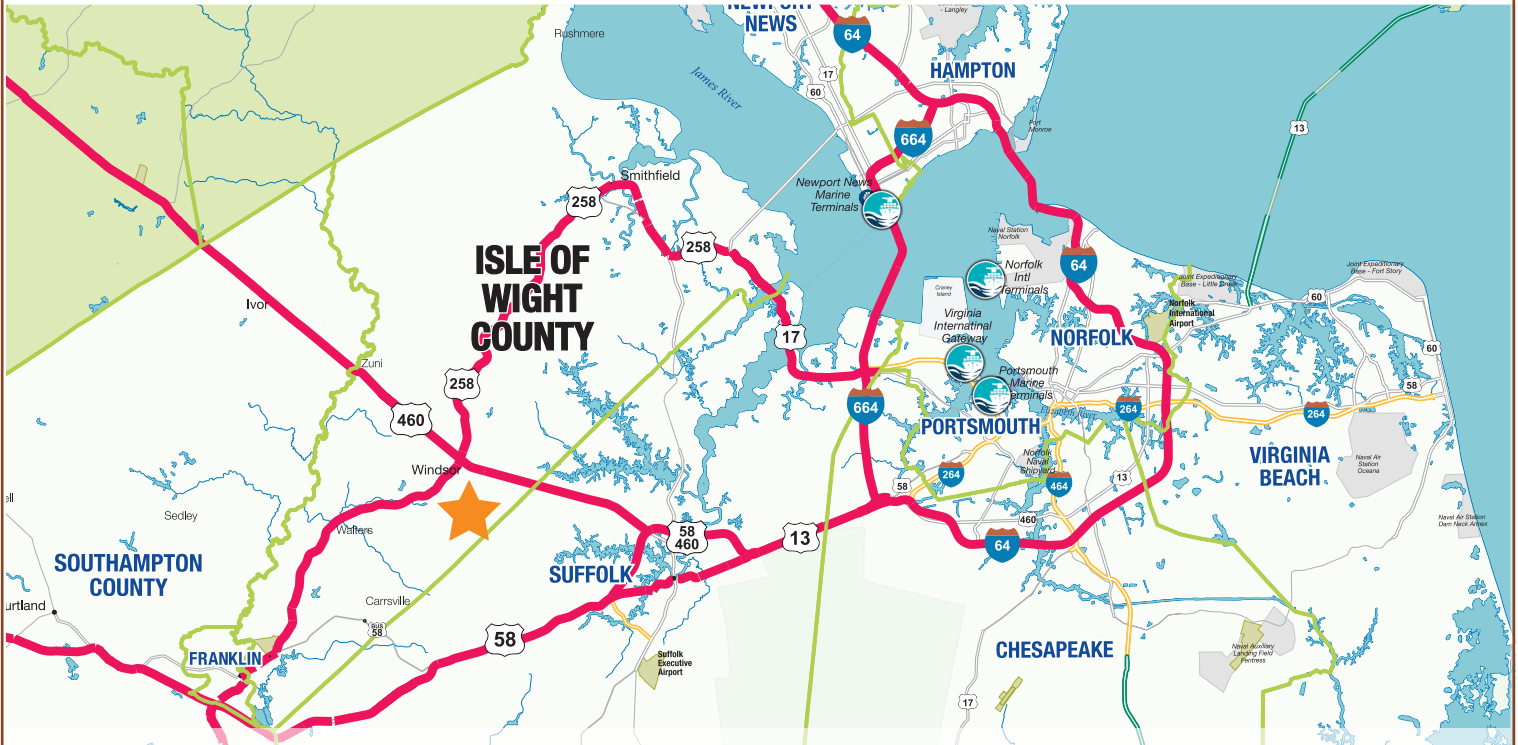 NEWPORT
NEWS
- Langley
Rushmere
64
James River
17
60
HAMPTON
664
Fort
Monroe
13
Smithfield
258
Newport News
Marine
Terminals
258
ISLE OF
WIGHT
COUNTY
Naval Station
Norfolk
64
Norfolk
Intl
Terminals
Craney
Island
Joint Expeditionary
Base - Little Creek
Joint Expeditionary
Base - Fort Story
60
Norfolk
International
Airport
Ivor
Virginia
Internatinal
Gateway
17
NORFOLK
60
Zuni
258
Portsmouth
Marine
Terminals
58
460
664
Elizabeth River
264
264
PORTSMOUTH
Windsor
VIRGINIA
BEACH
Naval Air
Station
Oceana
Norfolk
Naval
Shipyard
264
464
13
58
ell
Sedley
Walters
460
Naval Air Station
Dam Neck Annex
58
460
13
64
SOUTHAMPTON
COUNTY
SUFFOLK
urtland
Carrsville
BUS
58
58
FRANKLIN
Suffolk
Executive
Airport
CHESAPEAKE
Naval Auxiliary
Landing Field
Fentress
17